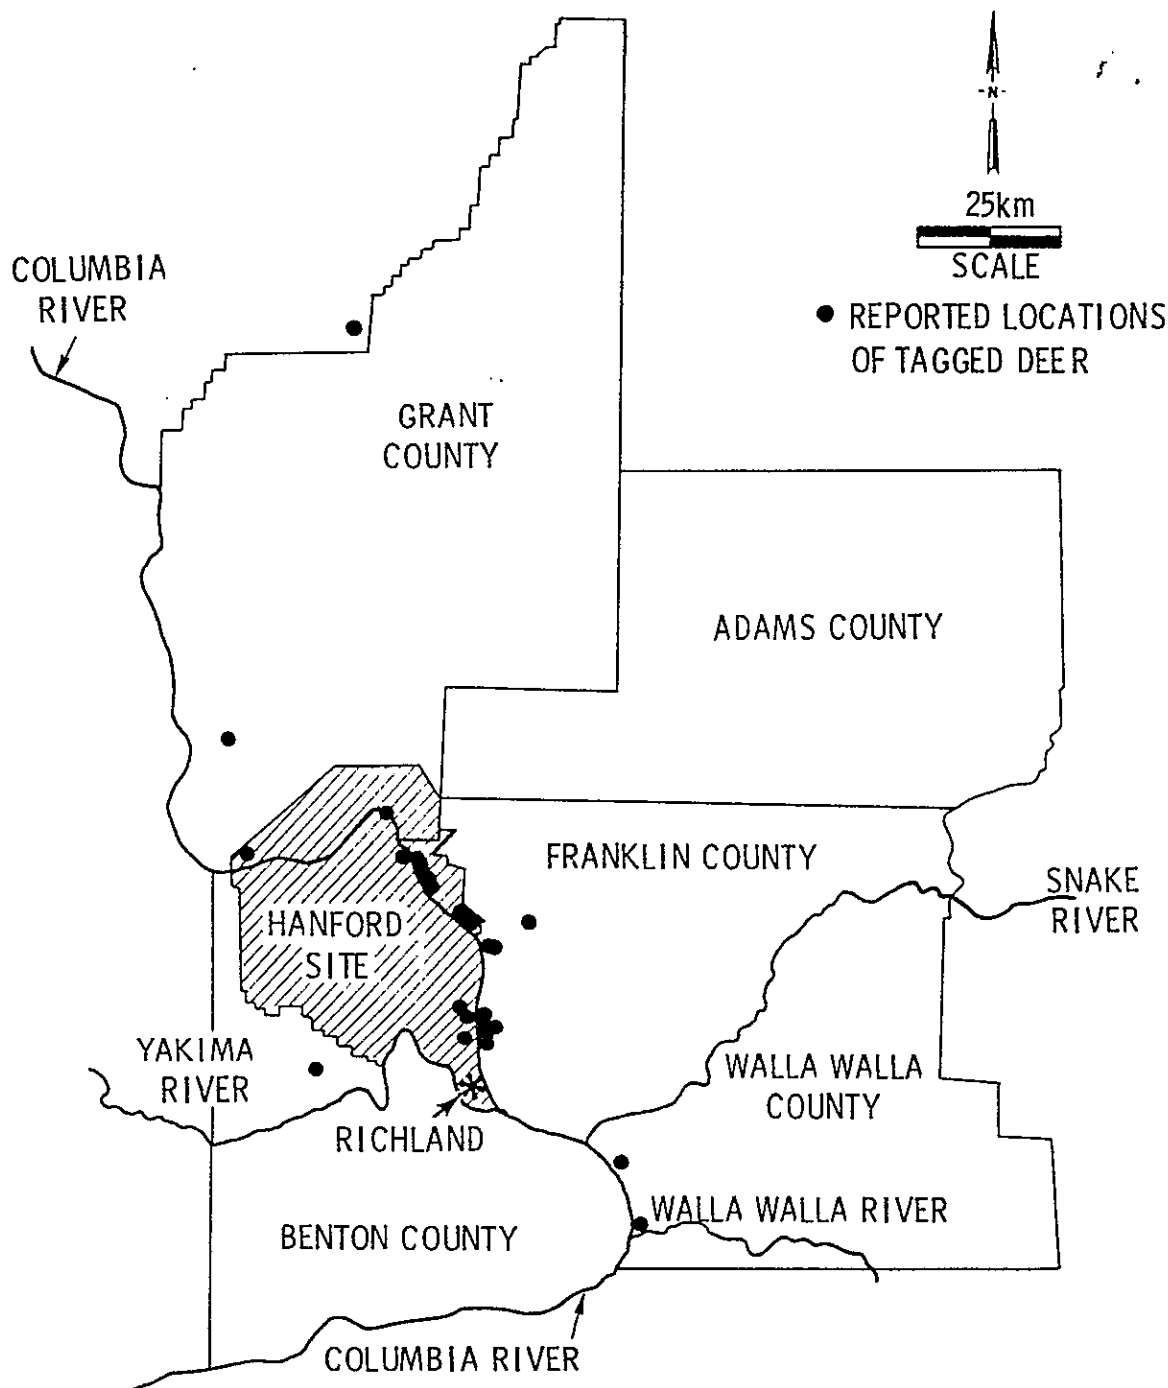 -N-
25km
SCALE
COLUMBIA
RIVER
● REPORTED LOCATIONS
OF TAGGED DEER
GRANT
COUNTY
ADAMS COUNTY
FRANKLIN COUNTY
SNAKE
RIVER
HANFORD
SITE
YAKIMA
RIVER
WALLA WALLA
COUNTY
RICHLAND
WALLA WALLA RIVER
BENTON COUNTY
COLUMBIA RIVER